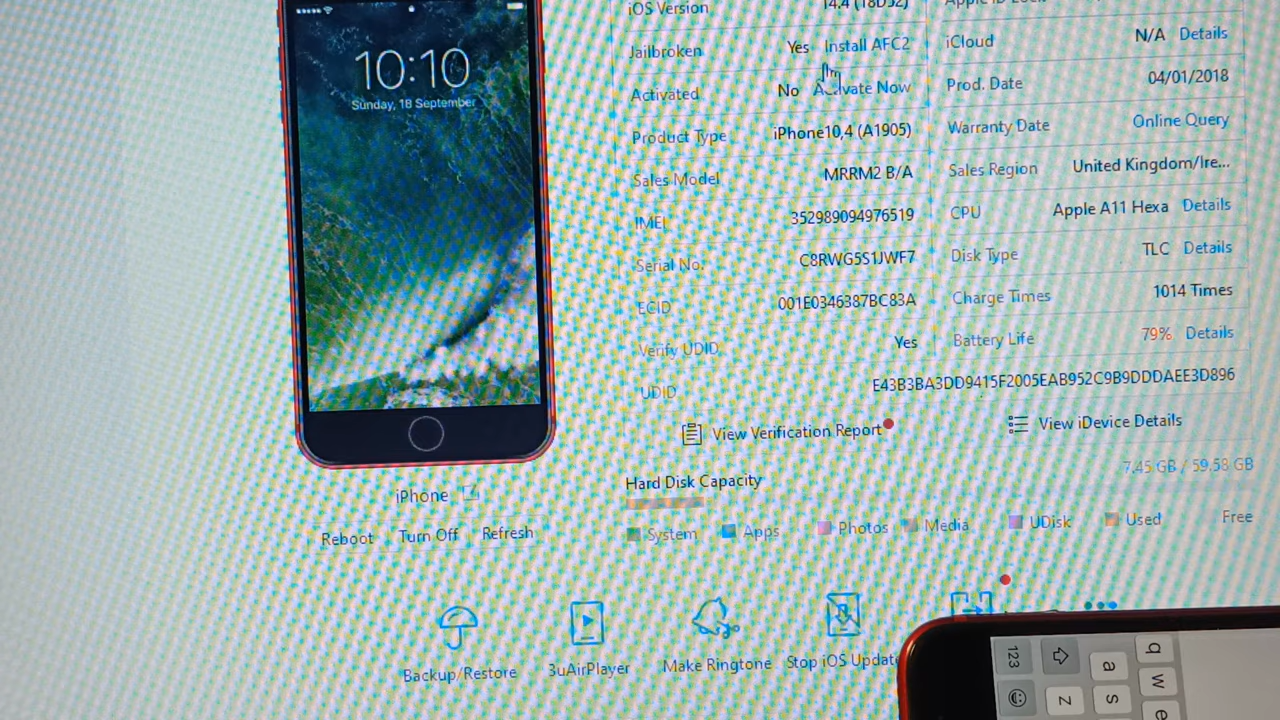 iOS Version 14.4 (18D52)
Jailbroken Yes Install AFC2
Activated No Activate Now
Product Type iPhone10,4 (A1905)
Sales Model MRRM2 B/A
IMEI 352989094976519
Serial No. C8RWG5S1JWF7
ECID 001E0346387BC83A
Verify UDID Yes
UDID E43B3BA3DD9415F2005EAB952C9B9DDDAEE3D896
iCloud N/A Details
Prod. Date 04/01/2018
Warranty Date Online Query
Sales Region United Kingdom/Ire...
CPU Apple A11 Hexa Details
Disk Type TLC Details
Charge Times 1014 Times
Battery Life 79% Details
View Verification Report
View iDevice Details
Hard Disk Capacity 7.45 GB / 59.58 GB
System Apps Photos Media UDisk Used Free
10:10
Sunday, 18 September
iPhone
Reboot Turn Off Refresh
Backup/Restore 3uAirPlayer Make Ringtone Stop iOS Update
123
q
a
w
s
z
e